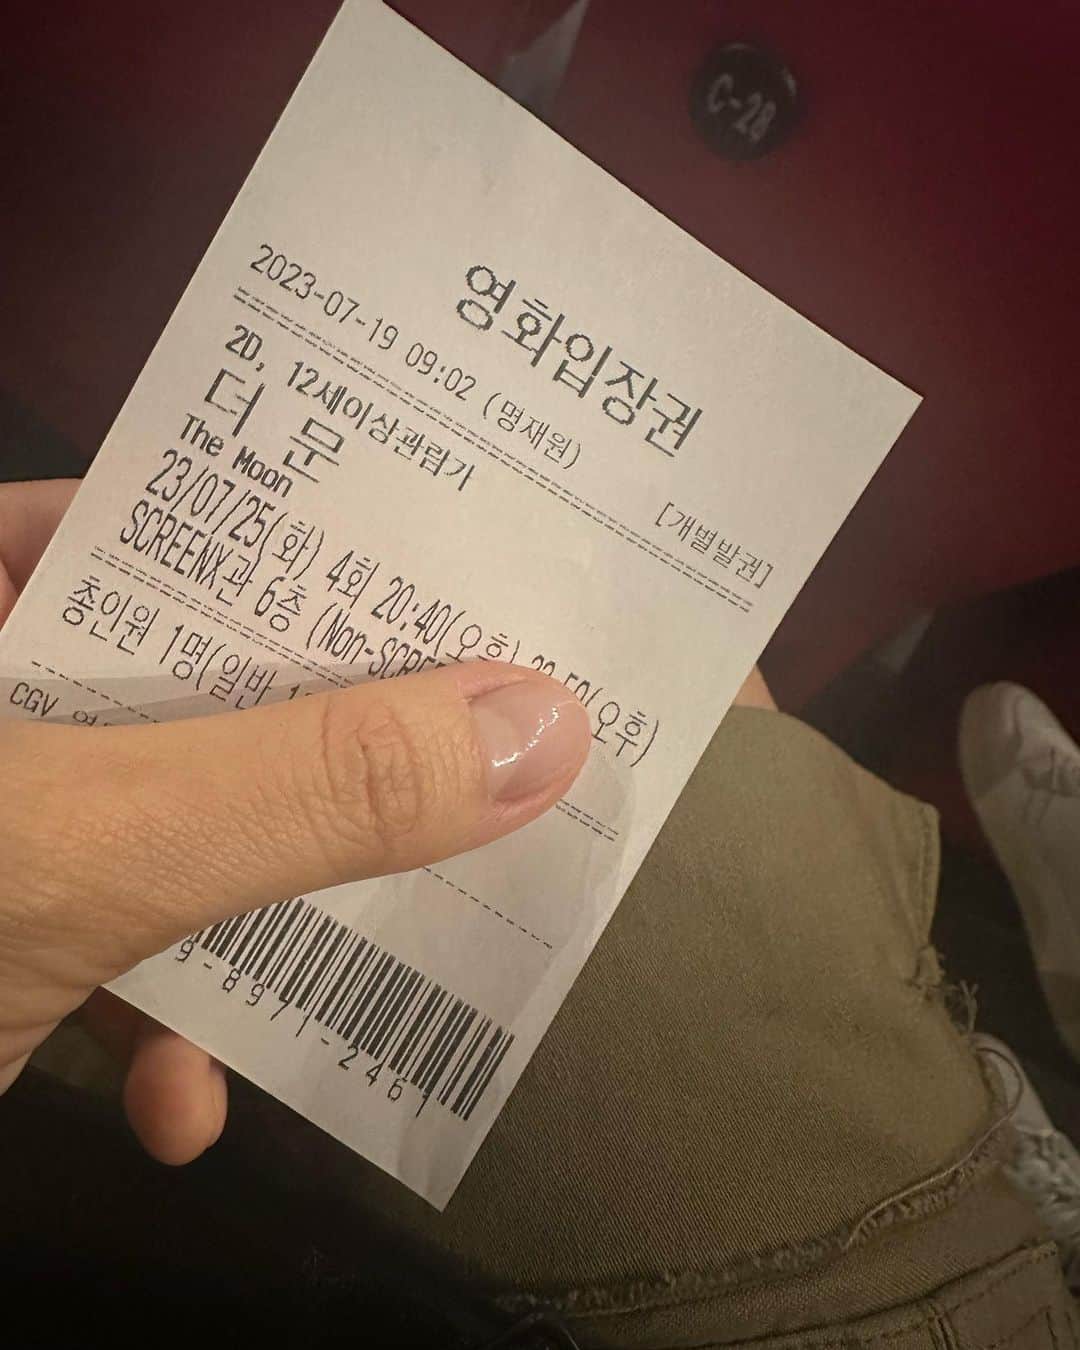 C-28
영화입장권
2023-07-19 09:02 (명재원)
[개별발권]
2D, 12세이상관람가
더 문
The Moon
23/07/25(화) 4회 20:40(오후) (오후)
SCREENX관 6층
총인원 1명(일반
CGV
9-8971-2461